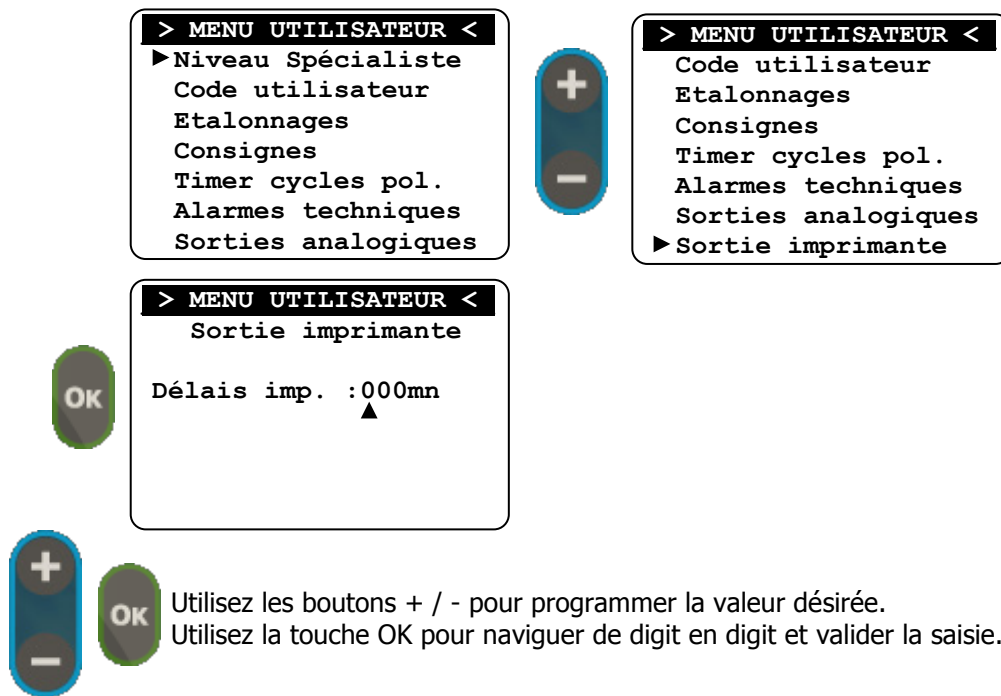 > MENU UTILISATEUR <
►Niveau Spécialiste
Code utilisateur
Etalonnages
Consignes
Timer cycles pol.
Alarmes techniques
Sorties analogiques
+
−
> MENU UTILISATEUR <
Code utilisateur
Etalonnages
Consignes
Timer cycles pol.
Alarmes techniques
Sorties analogiques
►Sortie imprimante
OK
> MENU UTILISATEUR <
Sortie imprimante
Délais imp. :000mn
▲
+
−
OK
Utilisez les boutons + / - pour programmer la valeur désirée.
Utilisez la touche OK pour naviguer de digit en digit et valider la saisie.